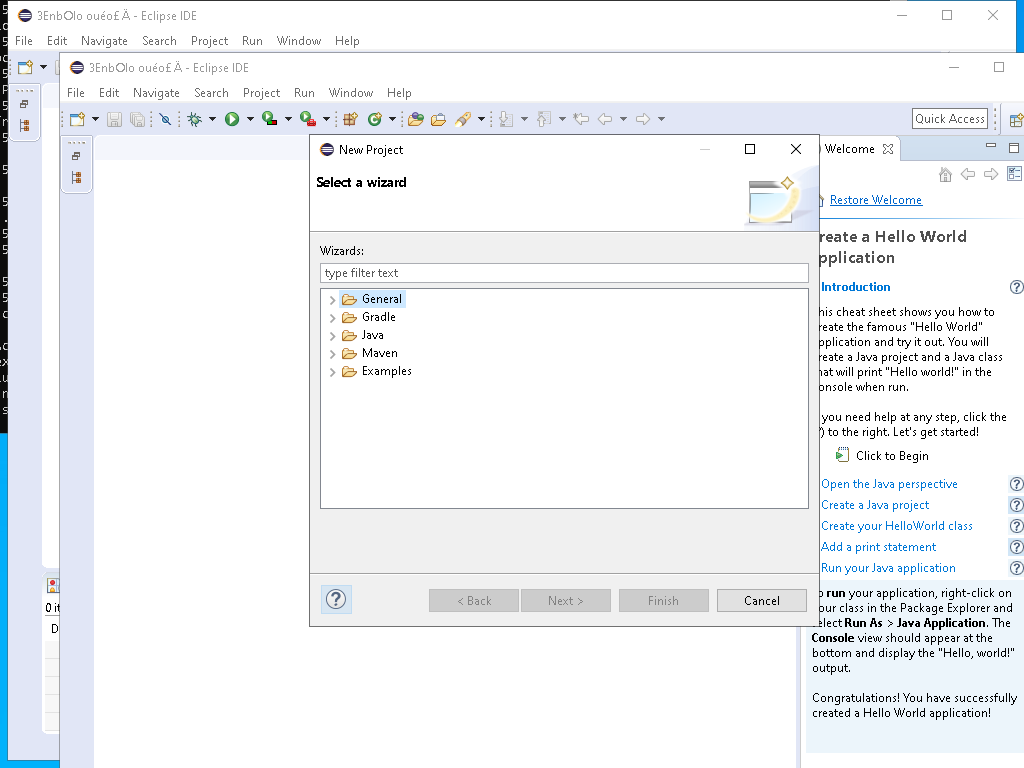 3EnbOlo ouéo£Ä - Eclipse IDE
File Edit Navigate Search Project Run Window Help
3EnbOlo ouéo£Ä - Eclipse IDE
File Edit Navigate Search Project Run Window Help
Quick Access
New Project
Select a wizard
Wizards:
type filter text
General
Gradle
Java
Maven
Examples
< Back
Next >
Finish
Cancel
Welcome
Restore Welcome
reate a Hello World
pplication
Introduction
his cheat sheet shows you how to
reate the famous "Hello World"
pplication and try it out. You will
reate a Java project and a Java class
hat will print "Hello world!" in the
onsole when run.
you need help at any step, click the
?) to the right. Let's get started!
Click to Begin
Open the Java perspective
Create a Java project
Create your HelloWorld class
Add a print statement
Run your Java application
o run your application, right-click on
our class in the Package Explorer and
elect Run As > Java Application. The
Console view should appear at the
bottom and display the "Hello, world!"
output.
Congratulations! You have successfully
created a Hello World application!
0 it
D